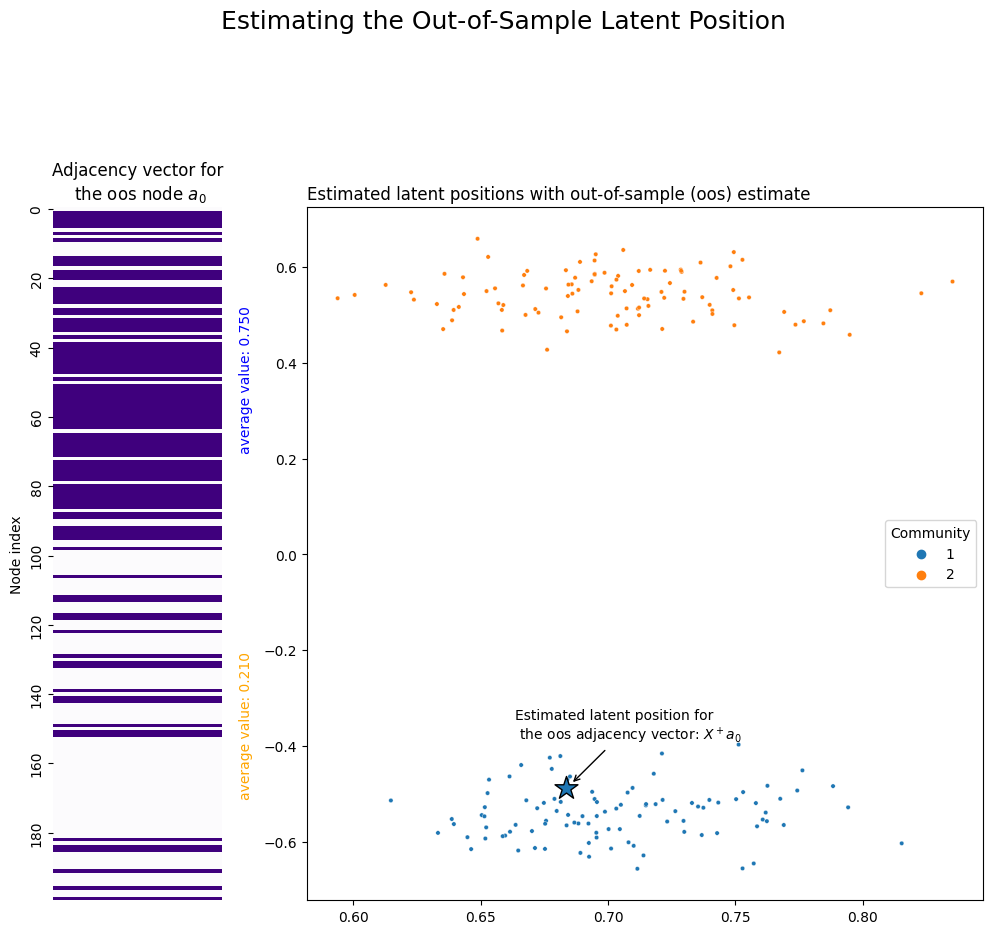 Estimating the Out-of-Sample Latent Position
Adjacency vector for
the oos node a₀
0
20
40
60
80
100
120
140
160
180
Node index
average value: 0.750
average value: 0.210
Estimated latent positions with out-of-sample (oos) estimate
0.6
0.4
0.2
0.0
−0.2
−0.4
−0.6
Estimated latent position for
the oos adjacency vector: X⁺a₀
Community
1
2
0.60
0.65
0.70
0.75
0.80